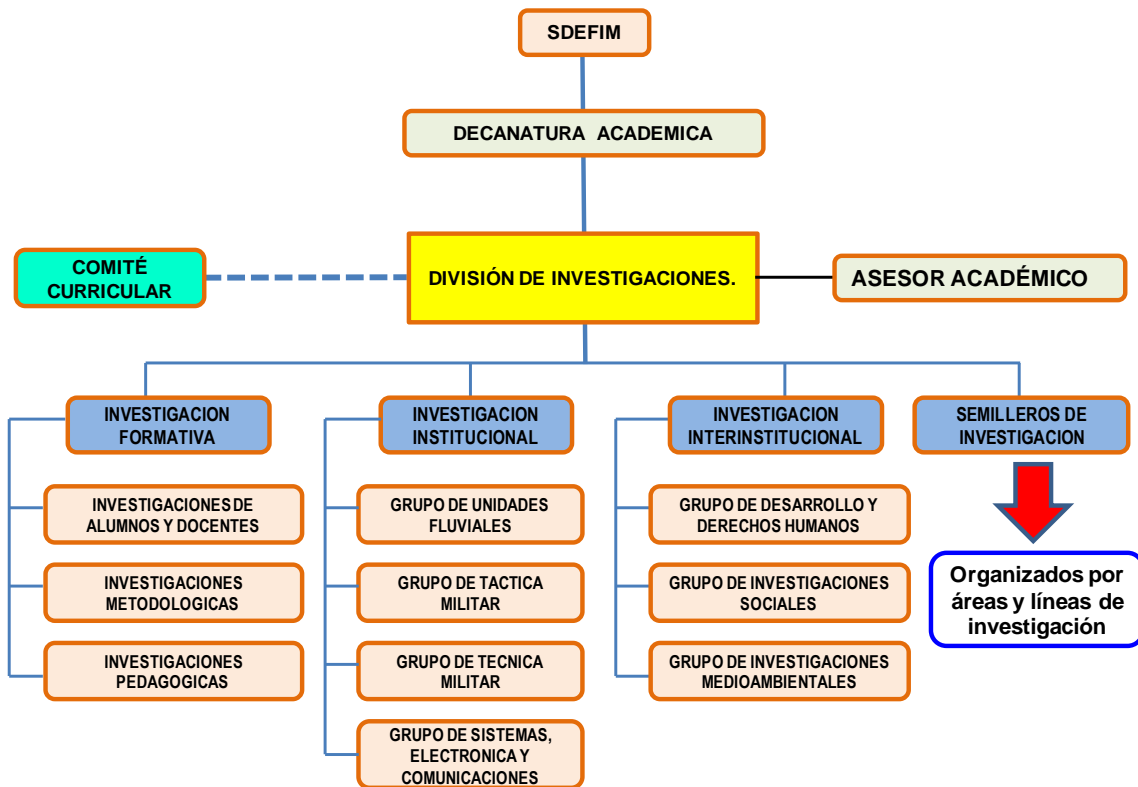 SDEFIM
DECANATURA ACADEMICA
COMITÉ
CURRICULAR
DIVISIÓN DE INVESTIGACIONES.
ASESOR ACADÉMICO
INVESTIGACION
FORMATIVA
INVESTIGACION
INSTITUCIONAL
INVESTIGACION
INTERINSTITUCIONAL
SEMILLEROS DE
INVESTIGACION
INVESTIGACIONES DE
ALUMNOS Y DOCENTES
GRUPO DE UNIDADES
FLUVIALES
GRUPO DE DESARROLLO Y
DERECHOS HUMANOS
Organizados por
áreas y líneas de
investigación
INVESTIGACIONES
METODOLOGICAS
GRUPO DE TACTICA
MILITAR
GRUPO DE INVESTIGACIONES
SOCIALES
INVESTIGACIONES
PEDAGOGICAS
GRUPO DE TECNICA
MILITAR
GRUPO DE INVESTIGACIONES
MEDIOAMBIENTALES
GRUPO DE SISTEMAS,
ELECTRONICA Y
COMUNICACIONES